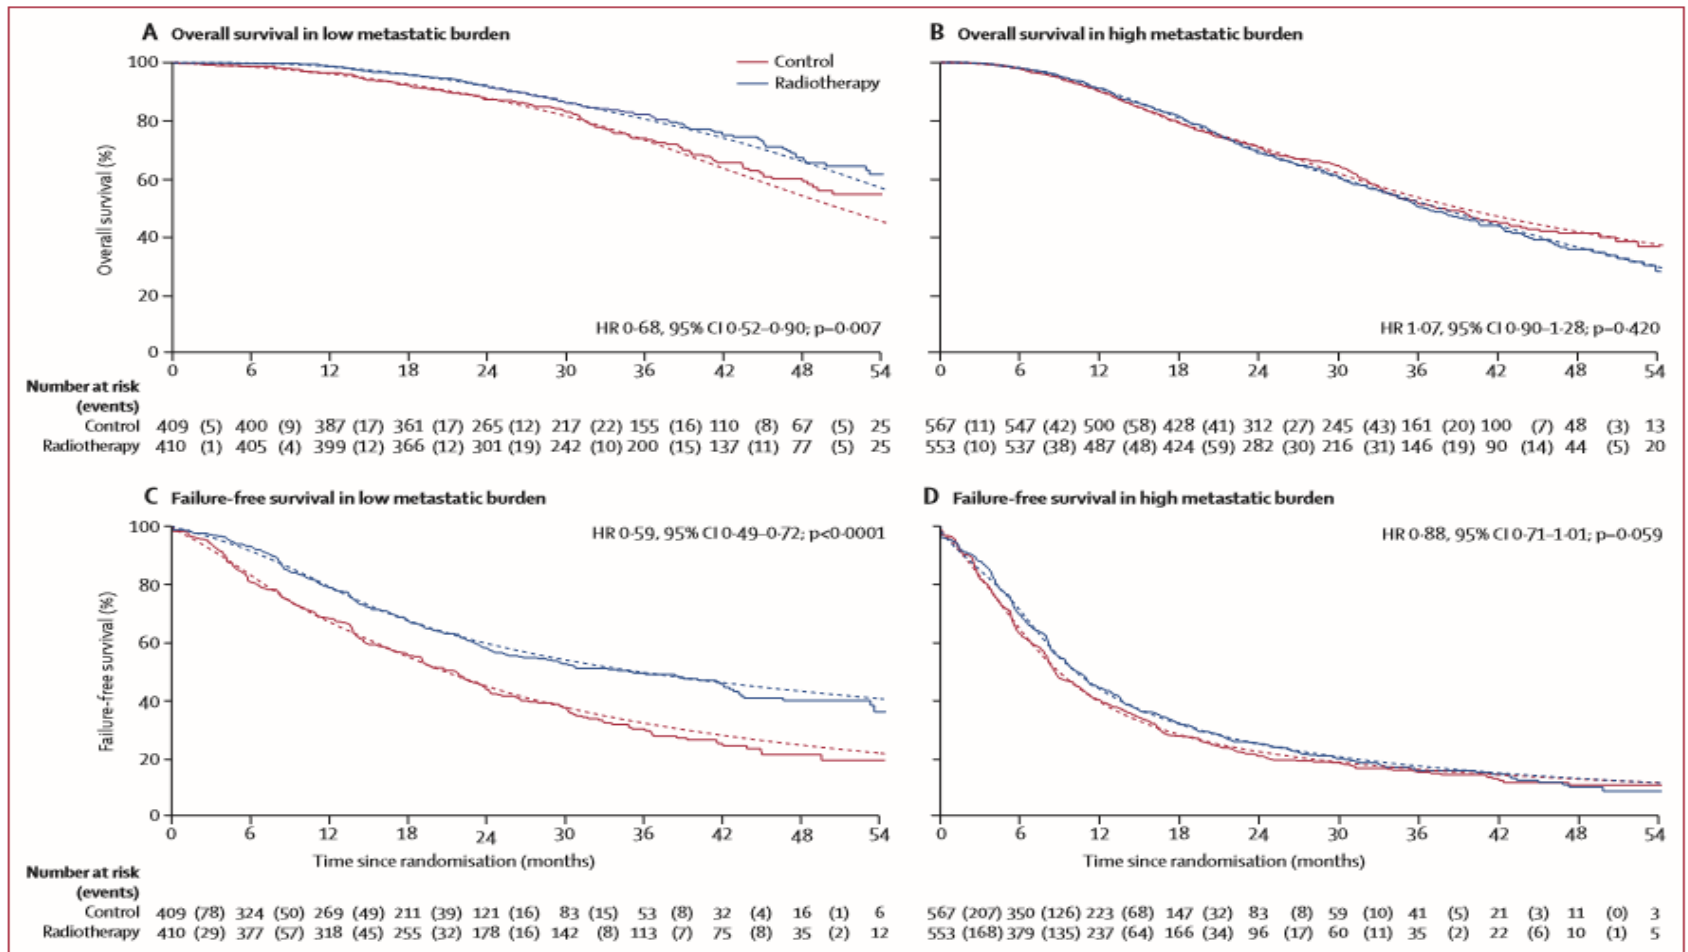 A Overall survival in low metastatic burden
B Overall survival in high metastatic burden
Control
Radiotherapy
Overall survival (%)
100
80
60
40
20
0
HR 0·68, 95% CI 0·52–0·90; p=0·007
HR 1·07, 95% CI 0·90–1·28; p=0·420
0 6 12 18 24 30 36 42 48 54
0 6 12 18 24 30 36 42 48 54
Number at risk
(events)
Control 409 (5) 400 (9) 387 (17) 361 (17) 265 (12) 217 (22) 155 (16) 110 (8) 67 (5) 25
567 (11) 547 (42) 500 (58) 428 (41) 312 (27) 245 (43) 161 (20) 100 (7) 48 (3) 13
Radiotherapy 410 (1) 405 (4) 399 (12) 366 (12) 301 (19) 242 (10) 200 (15) 137 (11) 77 (5) 25
553 (10) 537 (38) 487 (48) 424 (59) 282 (30) 216 (31) 146 (19) 90 (14) 44 (5) 20
C Failure-free survival in low metastatic burden
D Failure-free survival in high metastatic burden
Failure-free survival (%)
100
80
60
40
20
0
HR 0·59, 95% CI 0·49–0·72; p<0·0001
HR 0·88, 95% CI 0·71–1·01; p=0·059
0 6 12 18 24 30 36 42 48 54
0 6 12 18 24 30 36 42 48 54
Time since randomisation (months)
Time since randomisation (months)
Number at risk
(events)
Control 409 (78) 324 (50) 269 (49) 211 (39) 121 (16) 83 (15) 53 (8) 32 (4) 16 (1) 6
567 (207) 350 (126) 223 (68) 147 (32) 83 (8) 59 (10) 41 (5) 21 (3) 11 (0) 3
Radiotherapy 410 (29) 377 (57) 318 (45) 255 (32) 178 (16) 142 (8) 113 (7) 75 (8) 35 (2) 12
553 (168) 379 (135) 237 (64) 166 (34) 96 (17) 60 (11) 35 (2) 22 (6) 10 (1) 5